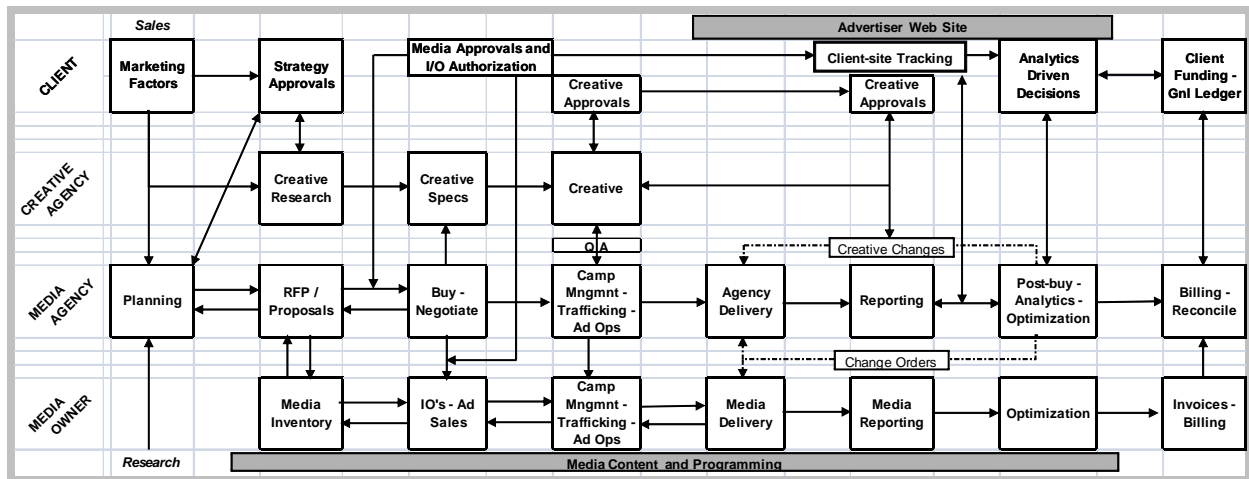 Sales
Advertiser Web Site
CLIENT
Marketing
Factors
Strategy
Approvals
Media Approvals and
I/O Authorization
Creative
Approvals
Client-site Tracking
Creative
Approvals
Analytics
Driven
Decisions
Client
Funding -
Gnl Ledger
CREATIVE
AGENCY
Creative
Research
Creative
Specs
Creative
Q A
Creative Changes
MEDIA
AGENCY
Planning
RFP /
Proposals
Buy -
Negotiate
Camp
Mngmnt -
Trafficking -
Ad Ops
Agency
Delivery
Reporting
Post-buy -
Analytics -
Optimization
Billing -
Reconcile
Change Orders
MEDIA
OWNER
Media
Inventory
IO's - Ad
Sales
Camp
Mngmnt -
Trafficking -
Ad Ops
Media
Delivery
Media
Reporting
Optimization
Invoices -
Billing
Research
Media Content and Programming